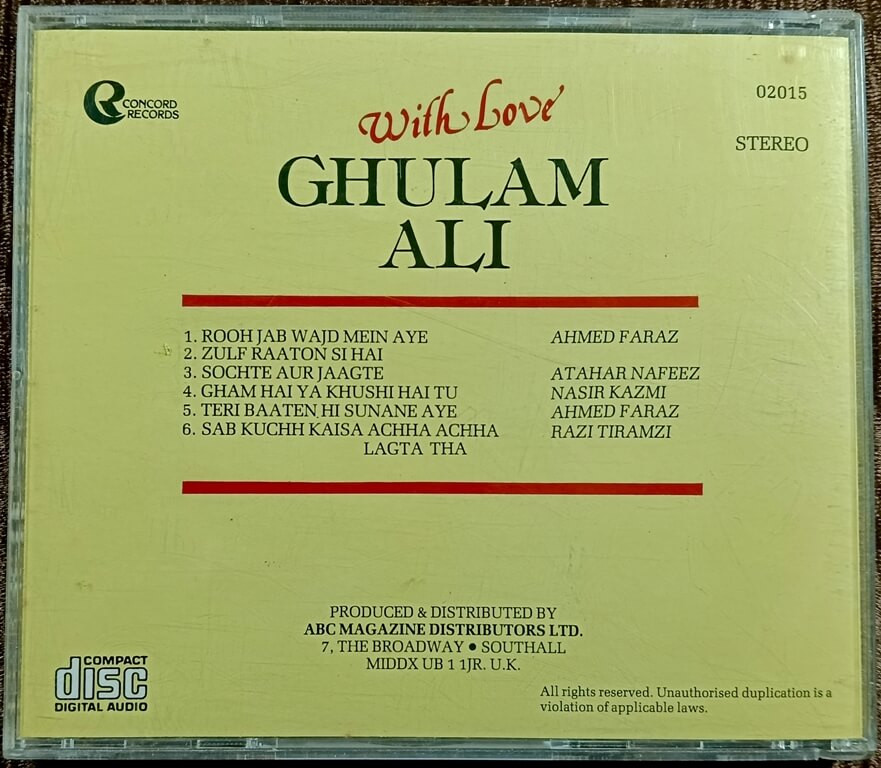 CONCORD
RECORDS
02015
STEREO
With Love
GHULAM
ALI
1. ROOH JAB WAJD MEIN AYE AHMED FARAZ
2. ZULF RAATON SI HAI
3. SOCHTE AUR JAAGTE ATAHAR NAFEEZ
4. GHAM HAI YA KHUSHI HAI TU NASIR KAZMI
5. TERI BAATEN HI SUNANE AYE AHMED FARAZ
6. SAB KUCHH KAISA ACHHA ACHHA RAZI TIRAMZI
LAGTA THA
PRODUCED & DISTRIBUTED BY
ABC MAGAZINE DISTRIBUTORS LTD.
7, THE BROADWAY • SOUTHALL
MIDDX UB 1 1JR. U.K.
COMPACT
disc
DIGITAL AUDIO
All rights reserved. Unauthorised duplication is a
violation of applicable laws.